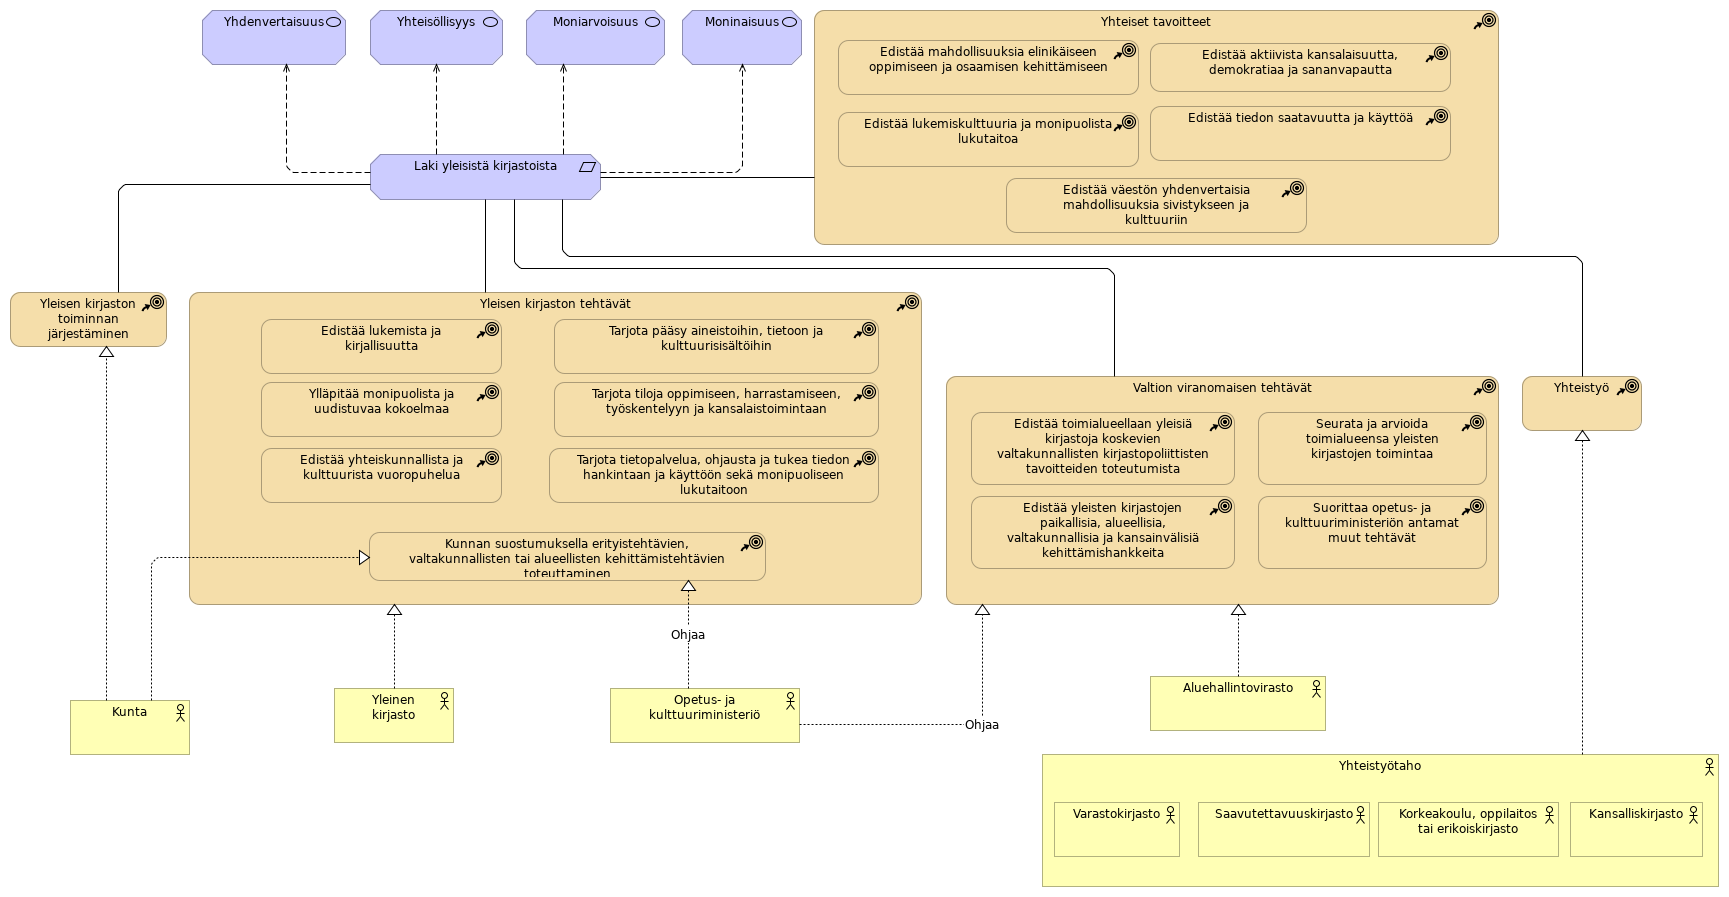 Yhdenvertaisuus
Yhteisöllisyys
Moniarvoisuus
Moninaisuus
Yhteiset tavoitteet
Edistää mahdollisuuksia elinikäiseen
oppimiseen ja osaamisen kehittämiseen
Edistää aktiivista kansalaisuutta,
demokratiaa ja sananvapautta
Edistää lukemiskulttuuria ja monipuolista
lukutaitoa
Edistää tiedon saatavuutta ja käyttöä
Edistää väestön yhdenvertaisia
mahdollisuuksia sivistykseen ja
kulttuuriin
Laki yleisistä kirjastoista
Yleisen kirjaston
toiminnan
järjestäminen
Yleisen kirjaston tehtävät
Edistää lukemista ja
kirjallisuutta
Tarjota pääsy aineistoihin, tietoon ja
kulttuurisisältöihin
Ylläpitää monipuolista ja
uudistuvaa kokoelmaa
Tarjota tiloja oppimiseen, harrastamiseen,
työskentelyyn ja kansalaistoimintaan
Edistää yhteiskunnallista ja
kulttuurista vuoropuhelua
Tarjota tietopalvelua, ohjausta ja tukea tiedon
hankintaan ja käyttöön sekä monipuoliseen
lukutaitoon
Kunnan suostumuksella erityistehtävien,
valtakunnallisten tai alueellisten kehittämistehtävien
toteuttaminen
Valtion viranomaisen tehtävät
Edistää toimialueellaan yleisiä
kirjastoja koskevien
valtakunnallisten kirjastopoliittisten
tavoitteiden toteutumista
Seurata ja arvioida
toimialueensa yleisten
kirjastojen toimintaa
Edistää yleisten kirjastojen
paikallisia, alueellisia,
valtakunnallisia ja kansainvälisiä
kehittämishankkeita
Suorittaa opetus- ja
kulttuuriministeriön antamat
muut tehtävät
Yhteistyö
Ohjaa
Ohjaa
Kunta
Yleinen
kirjasto
Opetus- ja
kulttuuriministeriö
Aluehallintovirasto
Yhteistyötaho
Varastokirjasto
Saavutettavuuskirjasto
Korkeakoulu, oppilaitos
tai erikoiskirjasto
Kansalliskirjasto